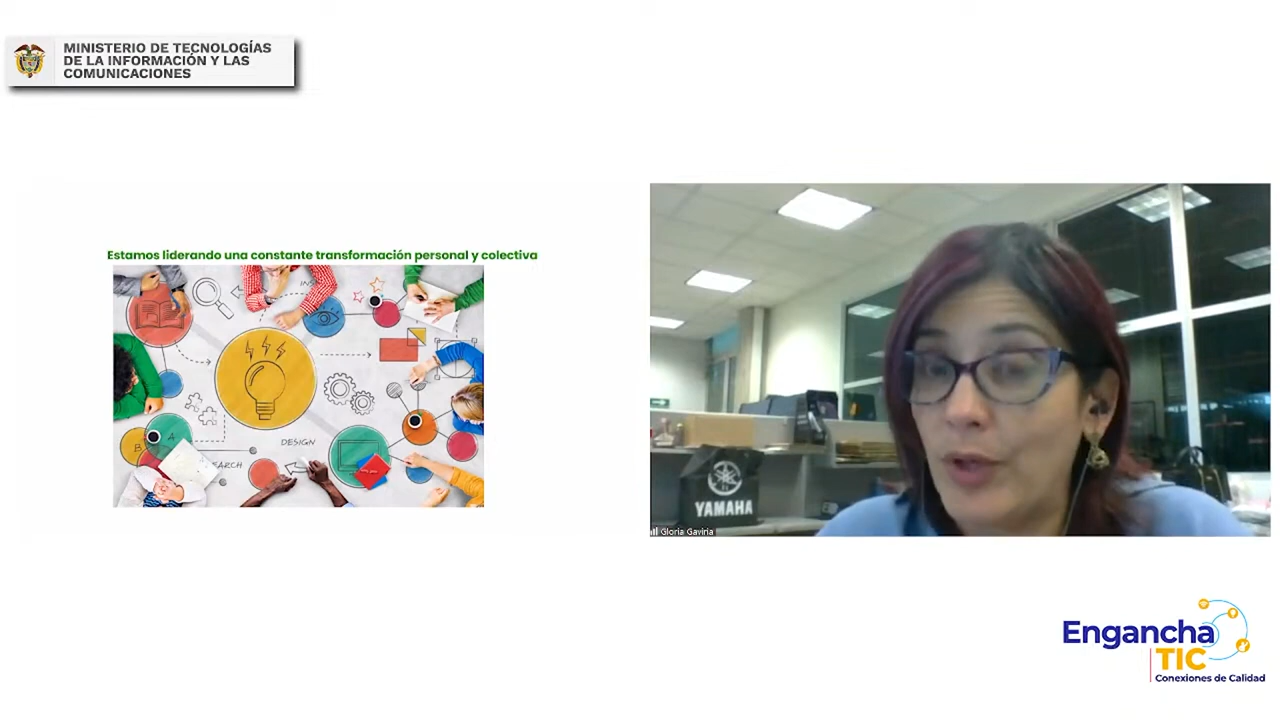 MINISTERIO DE TECNOLOGÍAS
DE LA INFORMACIÓN Y LAS
COMUNICACIONES
Estamos liderando una constante transformación personal y colectiva
DESIGN
B
A
YAMAHA
Gloria Gaviria
Engancha
TIC
Conexiones de Calidad